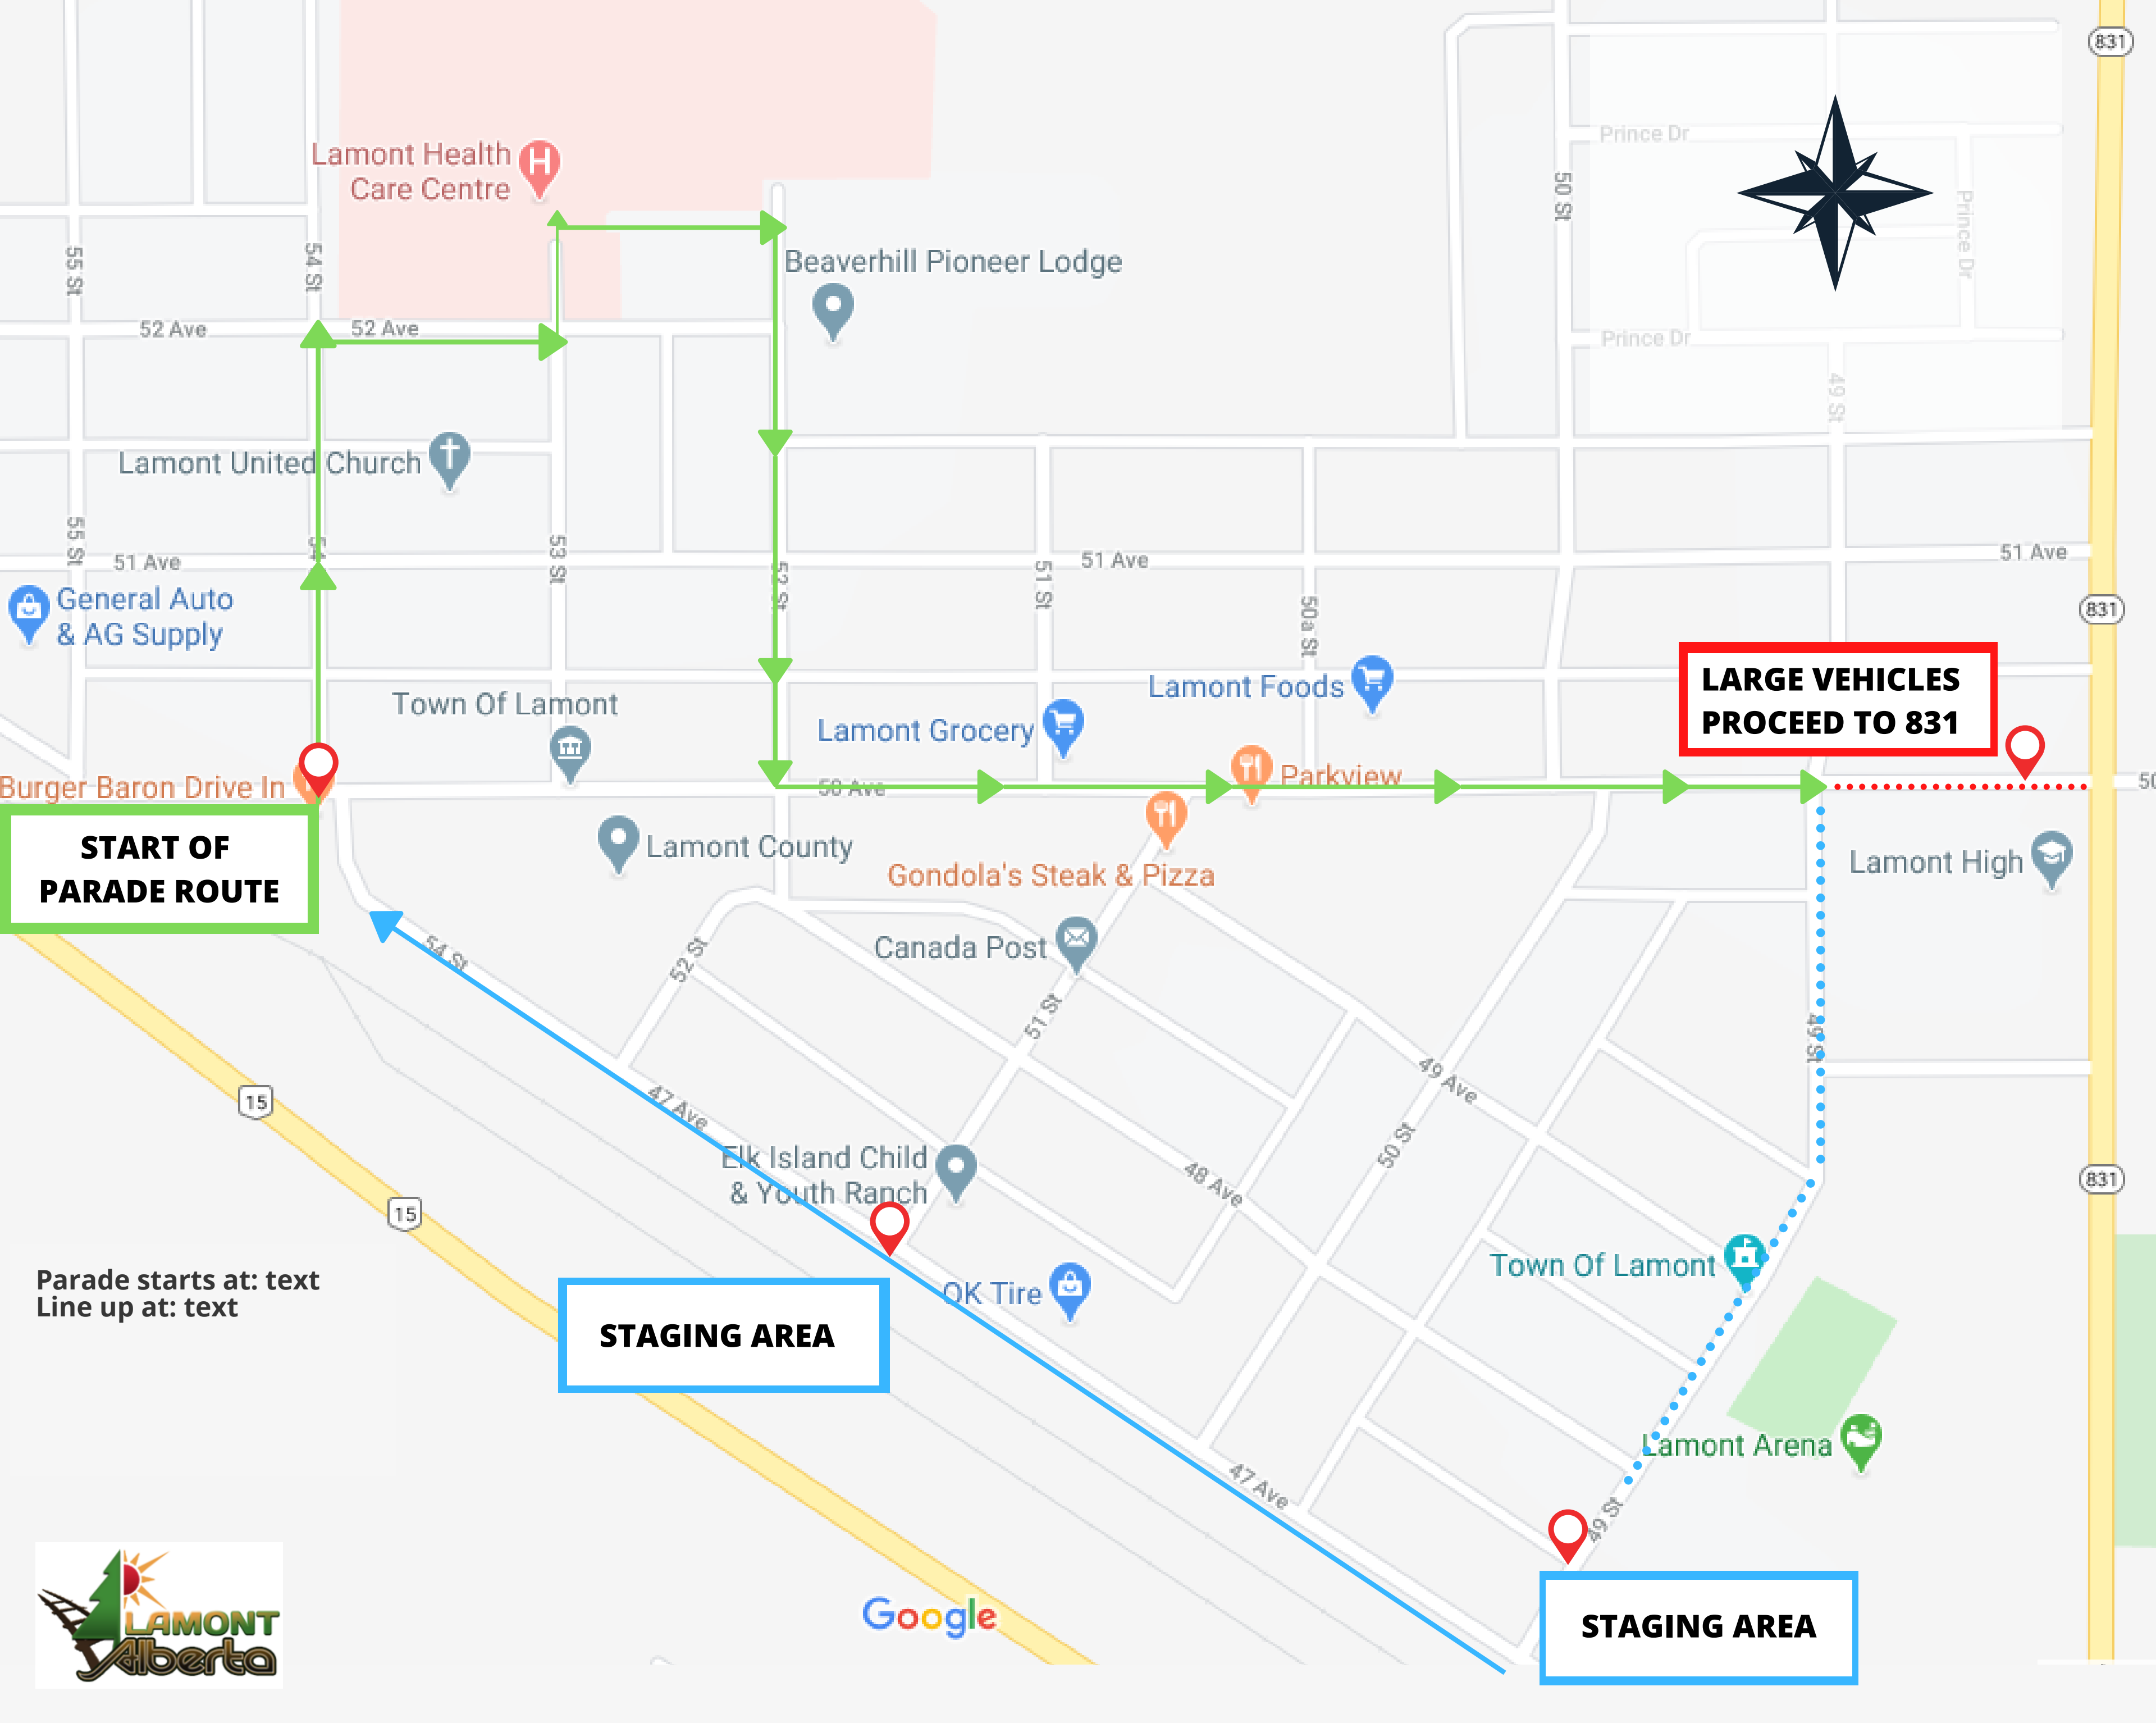 831
Lamont Health
Care Centre
Prince Dr
50 St
Prince Dr
54 St
55 St
Beaverhill Pioneer Lodge
52 Ave
52 Ave
Prince Dr
49 St
Lamont United Church
55 St
54
53 St
51 Ave
51 Ave
51 Ave
52 St
51 St
50a St
831
General Auto
& AG Supply
Town Of Lamont
Lamont Foods
Lamont Grocery
LARGE VEHICLES
PROCEED TO 831
Burger Baron Drive In
50 Ave
Parkview
50
START OF
PARADE ROUTE
Lamont County
Gondola's Steak & Pizza
Lamont High
54 St
52 St
Canada Post
51 St
49 St
15
47 Ave
49 Ave
50 St
Elk Island Child
& Youth Ranch
48 Ave
831
15
Town Of Lamont
Parade starts at: text
Line up at: text
OK Tire
STAGING AREA
Lamont Arena
47 Ave
49 St
Google
STAGING AREA
LAMONT
Alberta